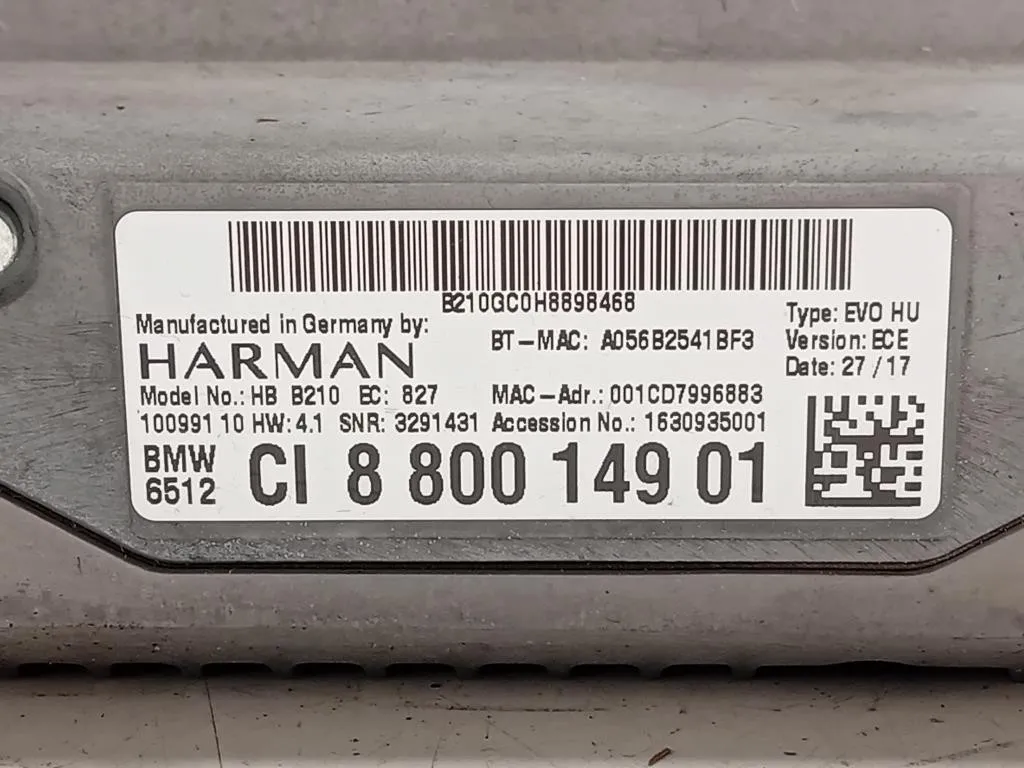 B210GC0H8898468
Manufactured in Germany by:
HARMAN
BT-MAC: A056B2541BF3
Type: EVO HU
Version: ECE
Date: 27/17
Model No.: HB B210 EC: 827
MAC-Adr.: 001CD7996883
10099110 HW: 4.1 SNR: 3291431
Accession No.: 1630935001
BMW
6512
CI 8 800 149 01